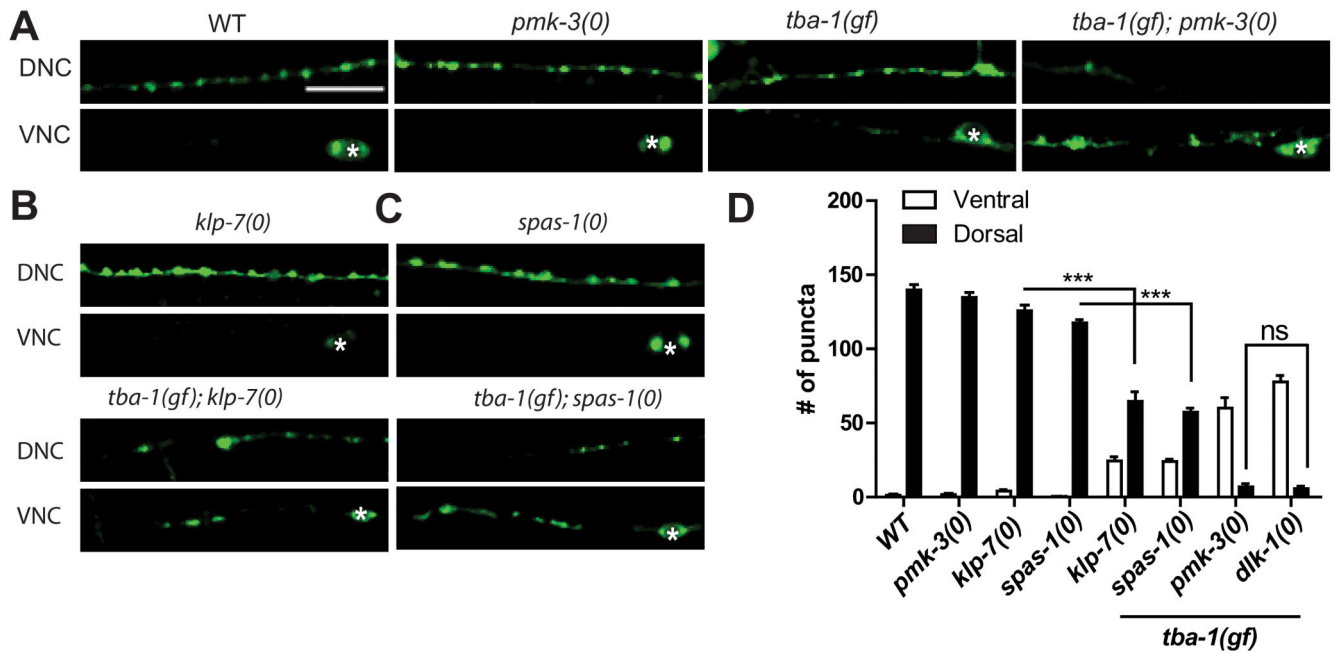 A
WT
pmk-3(0)
tba-1(gf)
tba-1(gf); pmk-3(0)
DNC
VNC
*
*
*
*
B
klp-7(0)
DNC
VNC
*
tba-1(gf); klp-7(0)
DNC
VNC
*
C
spas-1(0)
*
tba-1(gf); spas-1(0)
*
D
Ventral
Dorsal
# of puncta
200
150
100
50
0
***
***
ns
WT
pmk-3(0)
klp-7(0)
spas-1(0)
klp-7(0)
spas-1(0)
pmk-3(0)
dlk-1(0)
tba-1(gf)